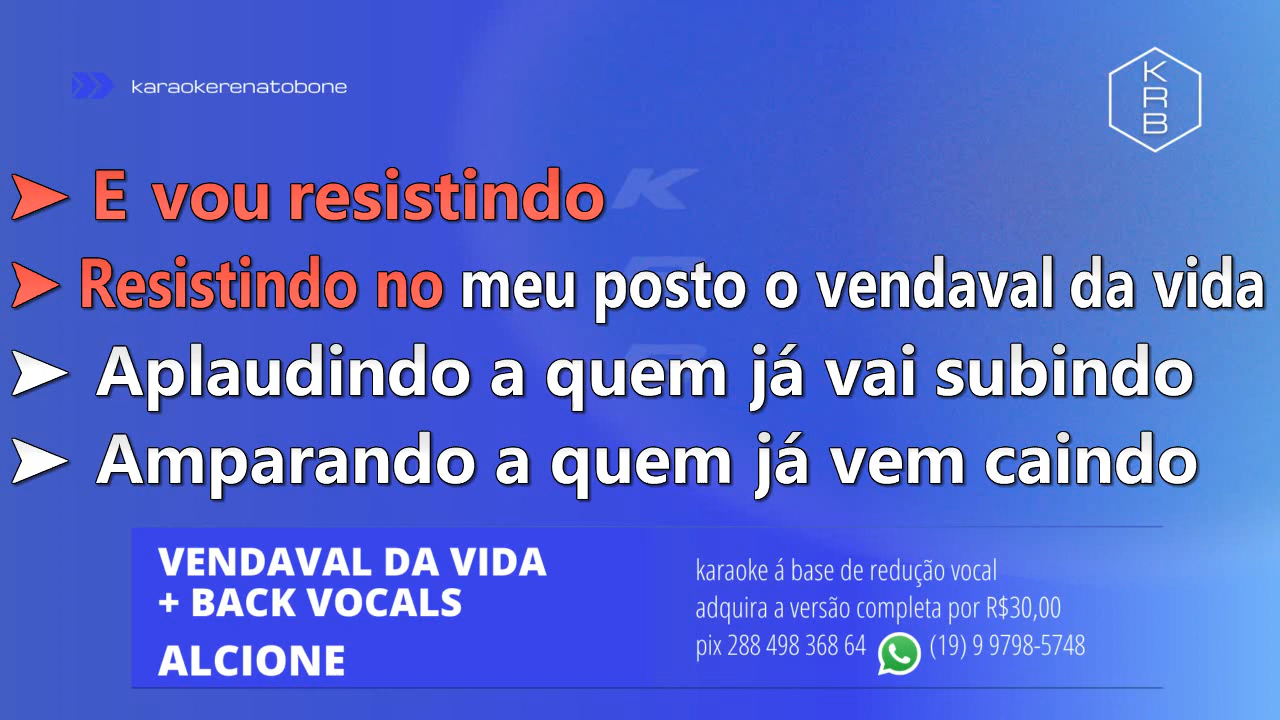 karaokerenatobone
K
R
B
➤ E vou resistindo
➤ Resistindo no meu posto o vendaval da vida
➤ Aplaudindo a quem já vai subindo
➤ Amparando a quem já vem caindo
VENDAVAL DA VIDA
+ BACK VOCALS
ALCIONE
karaoke á base de redução vocal
adquira a versão completa por R$30,00
pix 288 498 368 64 (19) 9 9798-5748